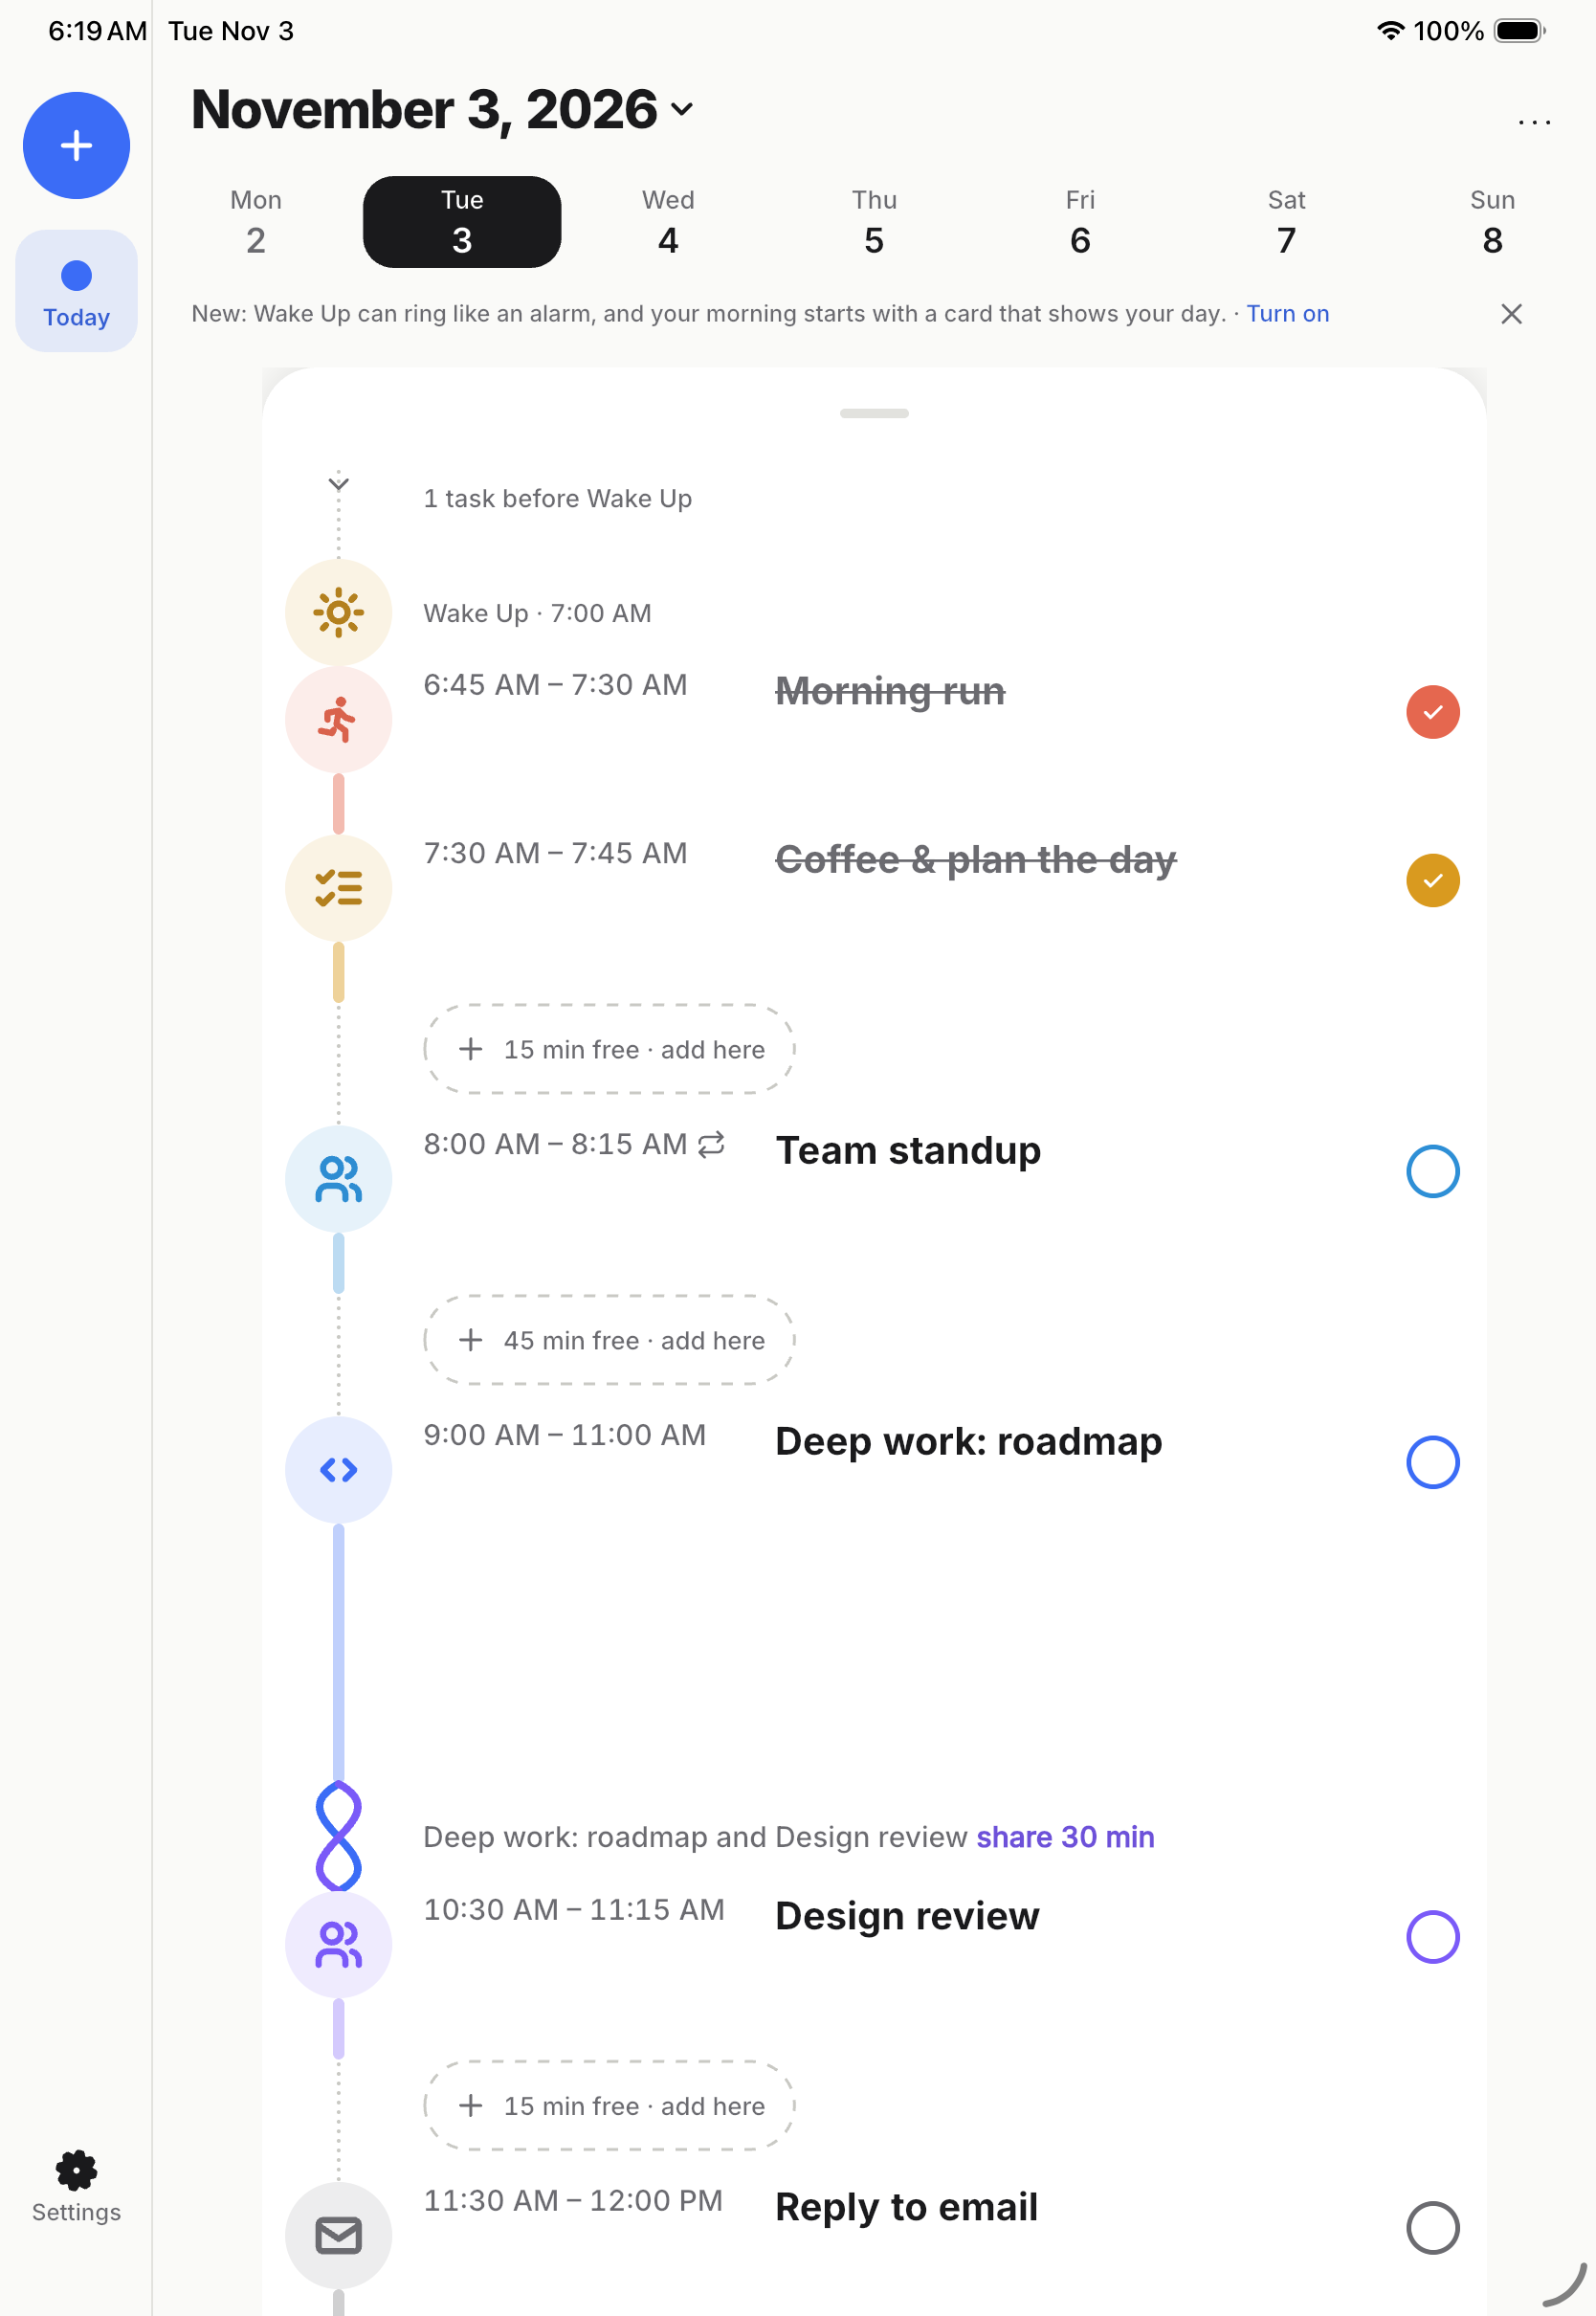 6:19 AM Tue Nov 3 100%
November 3, 2026
...
Mon Tue Wed Thu Fri Sat Sun
2 3 4 5 6 7 8
Today
New: Wake Up can ring like an alarm, and your morning starts with a card that shows your day. · Turn on
1 task before Wake Up
Wake Up · 7:00 AM
6:45 AM – 7:30 AM Morning run
7:30 AM – 7:45 AM Coffee & plan the day
15 min free · add here
8:00 AM – 8:15 AM Team standup
45 min free · add here
9:00 AM – 11:00 AM Deep work: roadmap
Deep work: roadmap and Design review share 30 min
10:30 AM – 11:15 AM Design review
15 min free · add here
11:30 AM – 12:00 PM Reply to email
Settings